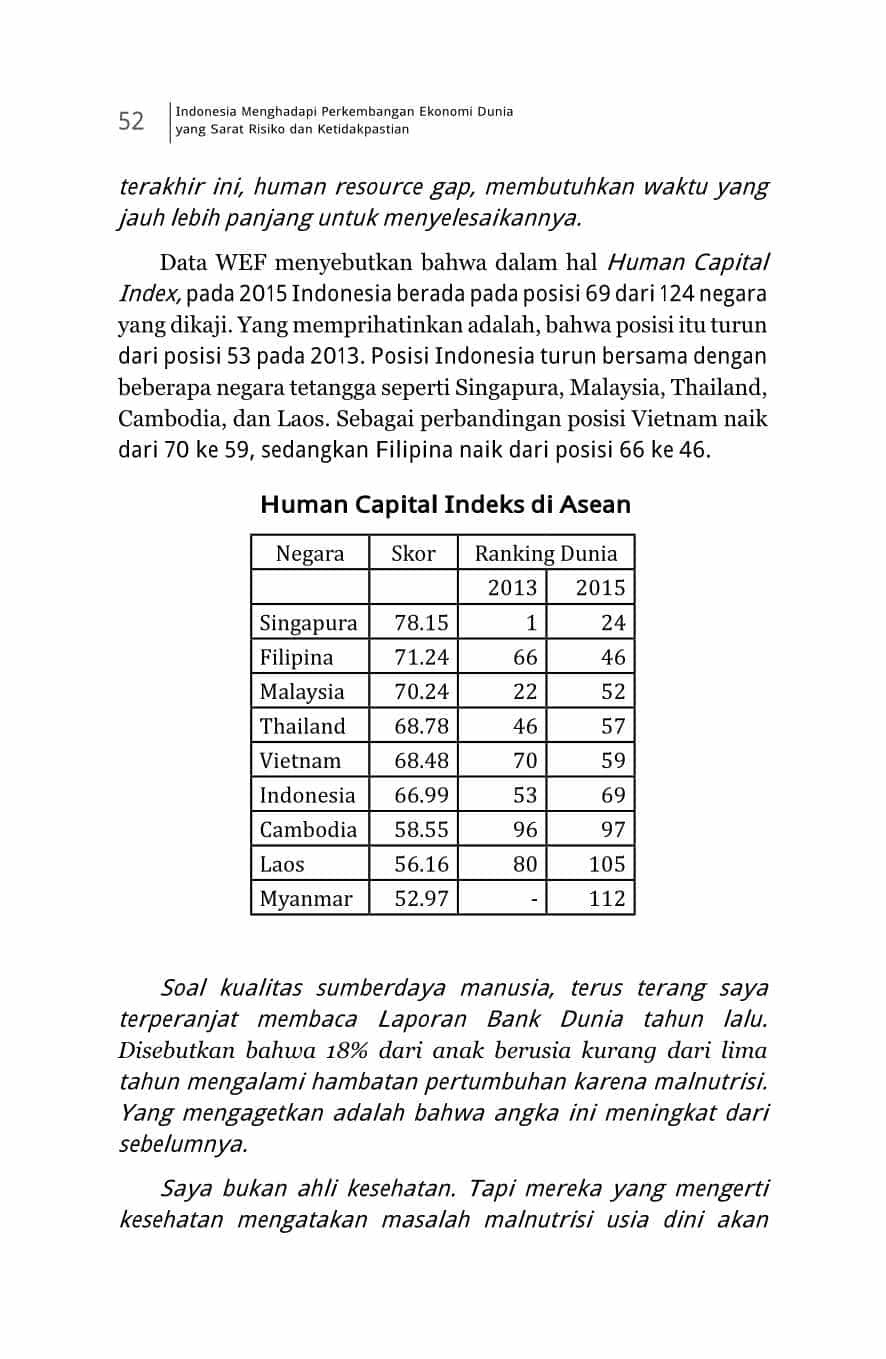 52
Indonesia Menghadapi Perkembangan Ekonomi Dunia
yang Sarat Risiko dan Ketidakpastian
terakhir ini, human resource gap, membutuhkan waktu yang
jauh lebih panjang untuk menyelesaikannya.
Data WEF menyebutkan bahwa dalam hal Human Capital
Index, pada 2015 Indonesia berada pada posisi 69 dari 124 negara
yang dikaji. Yang memprihatinkan adalah, bahwa posisi itu turun
dari posisi 53 pada 2013. Posisi Indonesia turun bersama dengan
beberapa negara tetangga seperti Singapura, Malaysia, Thailand,
Cambodia, dan Laos. Sebagai perbandingan posisi Vietnam naik
dari 70 ke 59, sedangkan Filipina naik dari posisi 66 ke 46.
Human Capital Indeks di Asean
Negara Skor Ranking Dunia
2013 2015
Singapura 78.15 1 24
Filipina 71.24 66 46
Malaysia 70.24 22 52
Thailand 68.78 46 57
Vietnam 68.48 70 59
Indonesia 66.99 53 69
Cambodia 58.55 96 97
Laos 56.16 80 105
Myanmar 52.97 - 112
Soal kualitas sumberdaya manusia, terus terang saya
terperanjat membaca Laporan Bank Dunia tahun lalu.
Disebutkan bahwa 18% dari anak berusia kurang dari lima
tahun mengalami hambatan pertumbuhan karena malnutrisi.
Yang mengagetkan adalah bahwa angka ini meningkat dari
sebelumnya.
Saya bukan ahli kesehatan. Tapi mereka yang mengerti
kesehatan mengatakan masalah malnutrisi usia dini akan